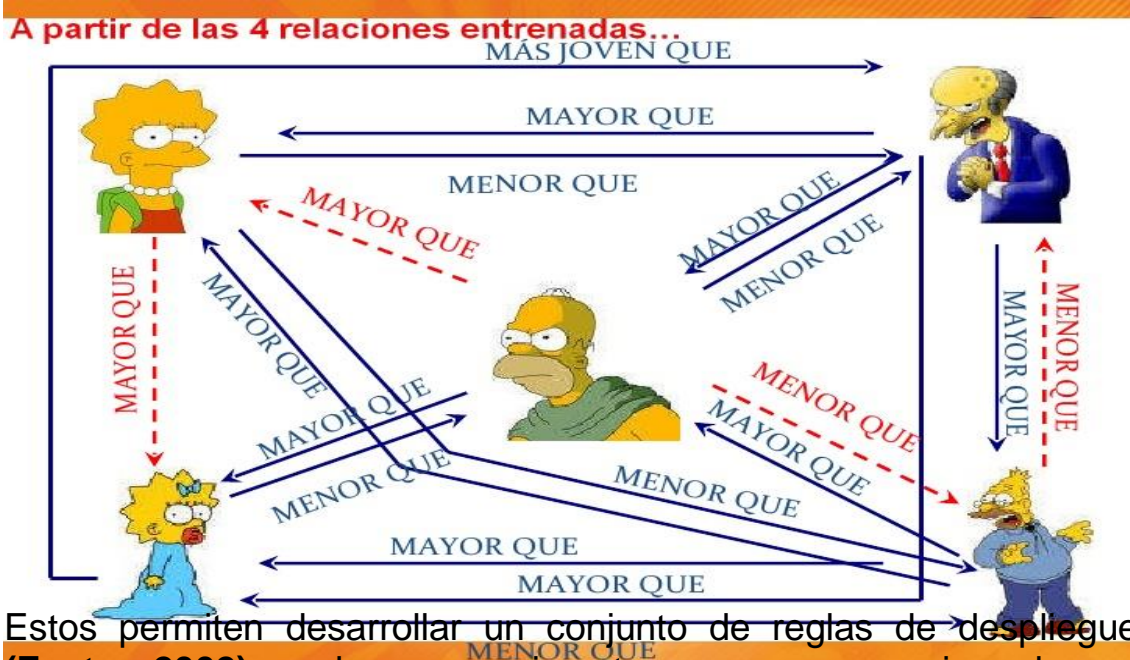 A partir de las 4 relaciones entrenadas...
MÁS JOVEN QUE
MAYOR QUE
MENOR QUE
MAYOR QUE
MAYOR QUE
MENOR QUE
MAYOR QUE
MAYOR QUE
MAYOR QUE
MENOR QUE
MENOR QUE
MAYOR QUE
MAYOR QUE
MENOR QUE
MAYOR QUE
MENOR QUE
MAYOR QUE
MAYOR QUE
Estos permiten desarrollar un conjunto de reglas de despliegue
MENOR QUE